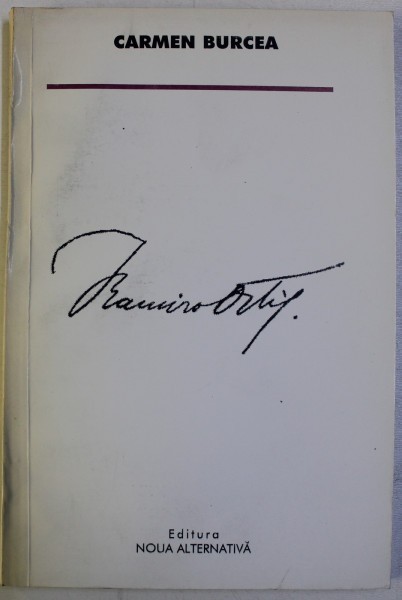 CARMEN BURCEA
Ramiro Ortiz.
Editura
NOUA ALTERNATIVĂ